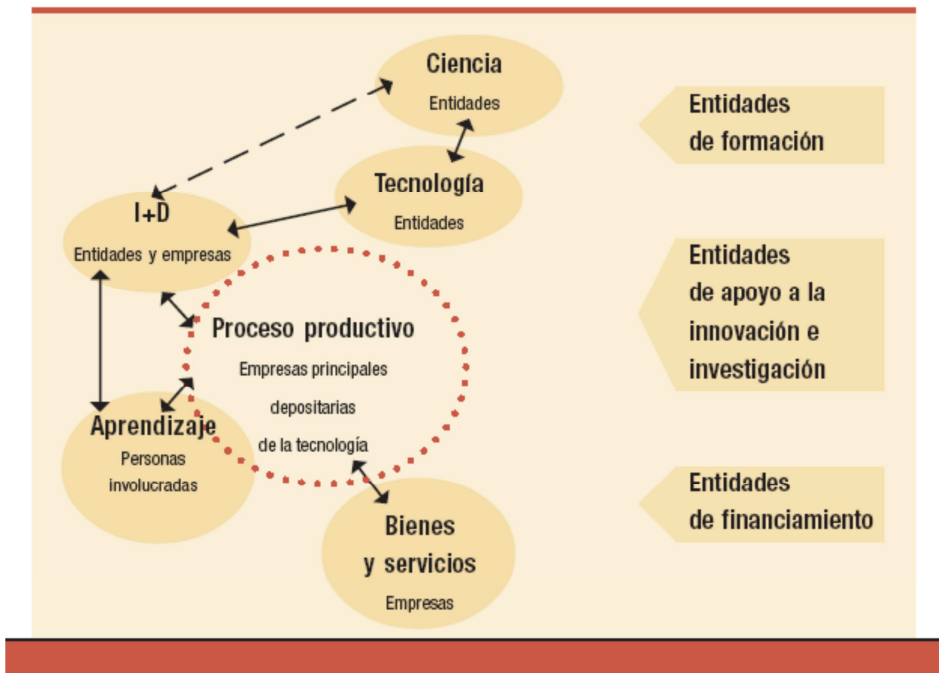 Ciencia
Entidades
Tecnología
Entidades
I+D
Entidades y empresas
Proceso productivo
Empresas principales
depositarias
de la tecnología
Aprendizaje
Personas
involucradas
Bienes
y servicios
Empresas
Entidades
de formación
Entidades
de apoyo a la
innovación e
investigación
Entidades
de financiamiento